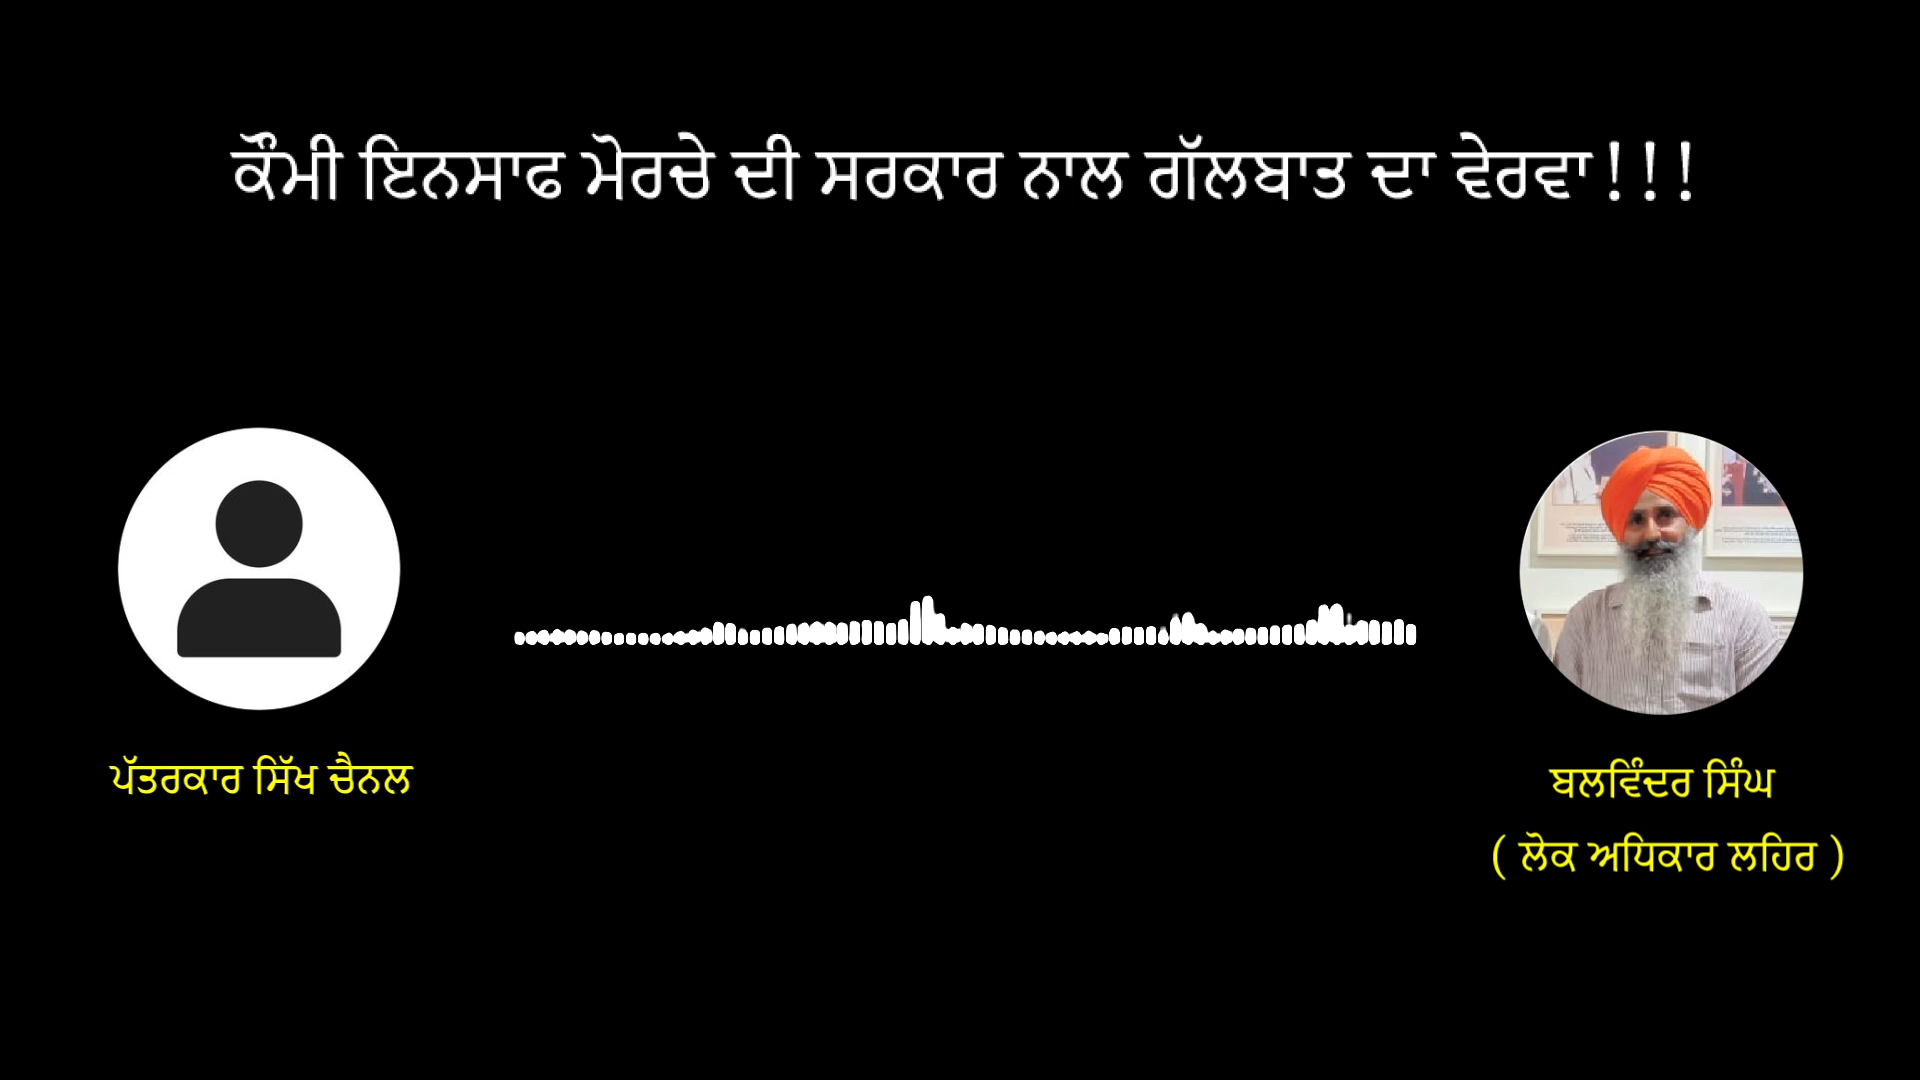 ਕੌਮੀ ਇਨਸਾਫ ਮੋਰਚੇ ਦੀ ਸਰਕਾਰ ਨਾਲ ਗੱਲਬਾਤ ਦਾ ਵੇਰਵਾ!!!
ਪੱਤਰਕਾਰ ਸਿੱਖ ਚੈਨਲ
ਬਲਵਿੰਦਰ ਸਿੰਘ
( ਲੋਕ ਅਧਿਕਾਰ ਲਹਿਰ )